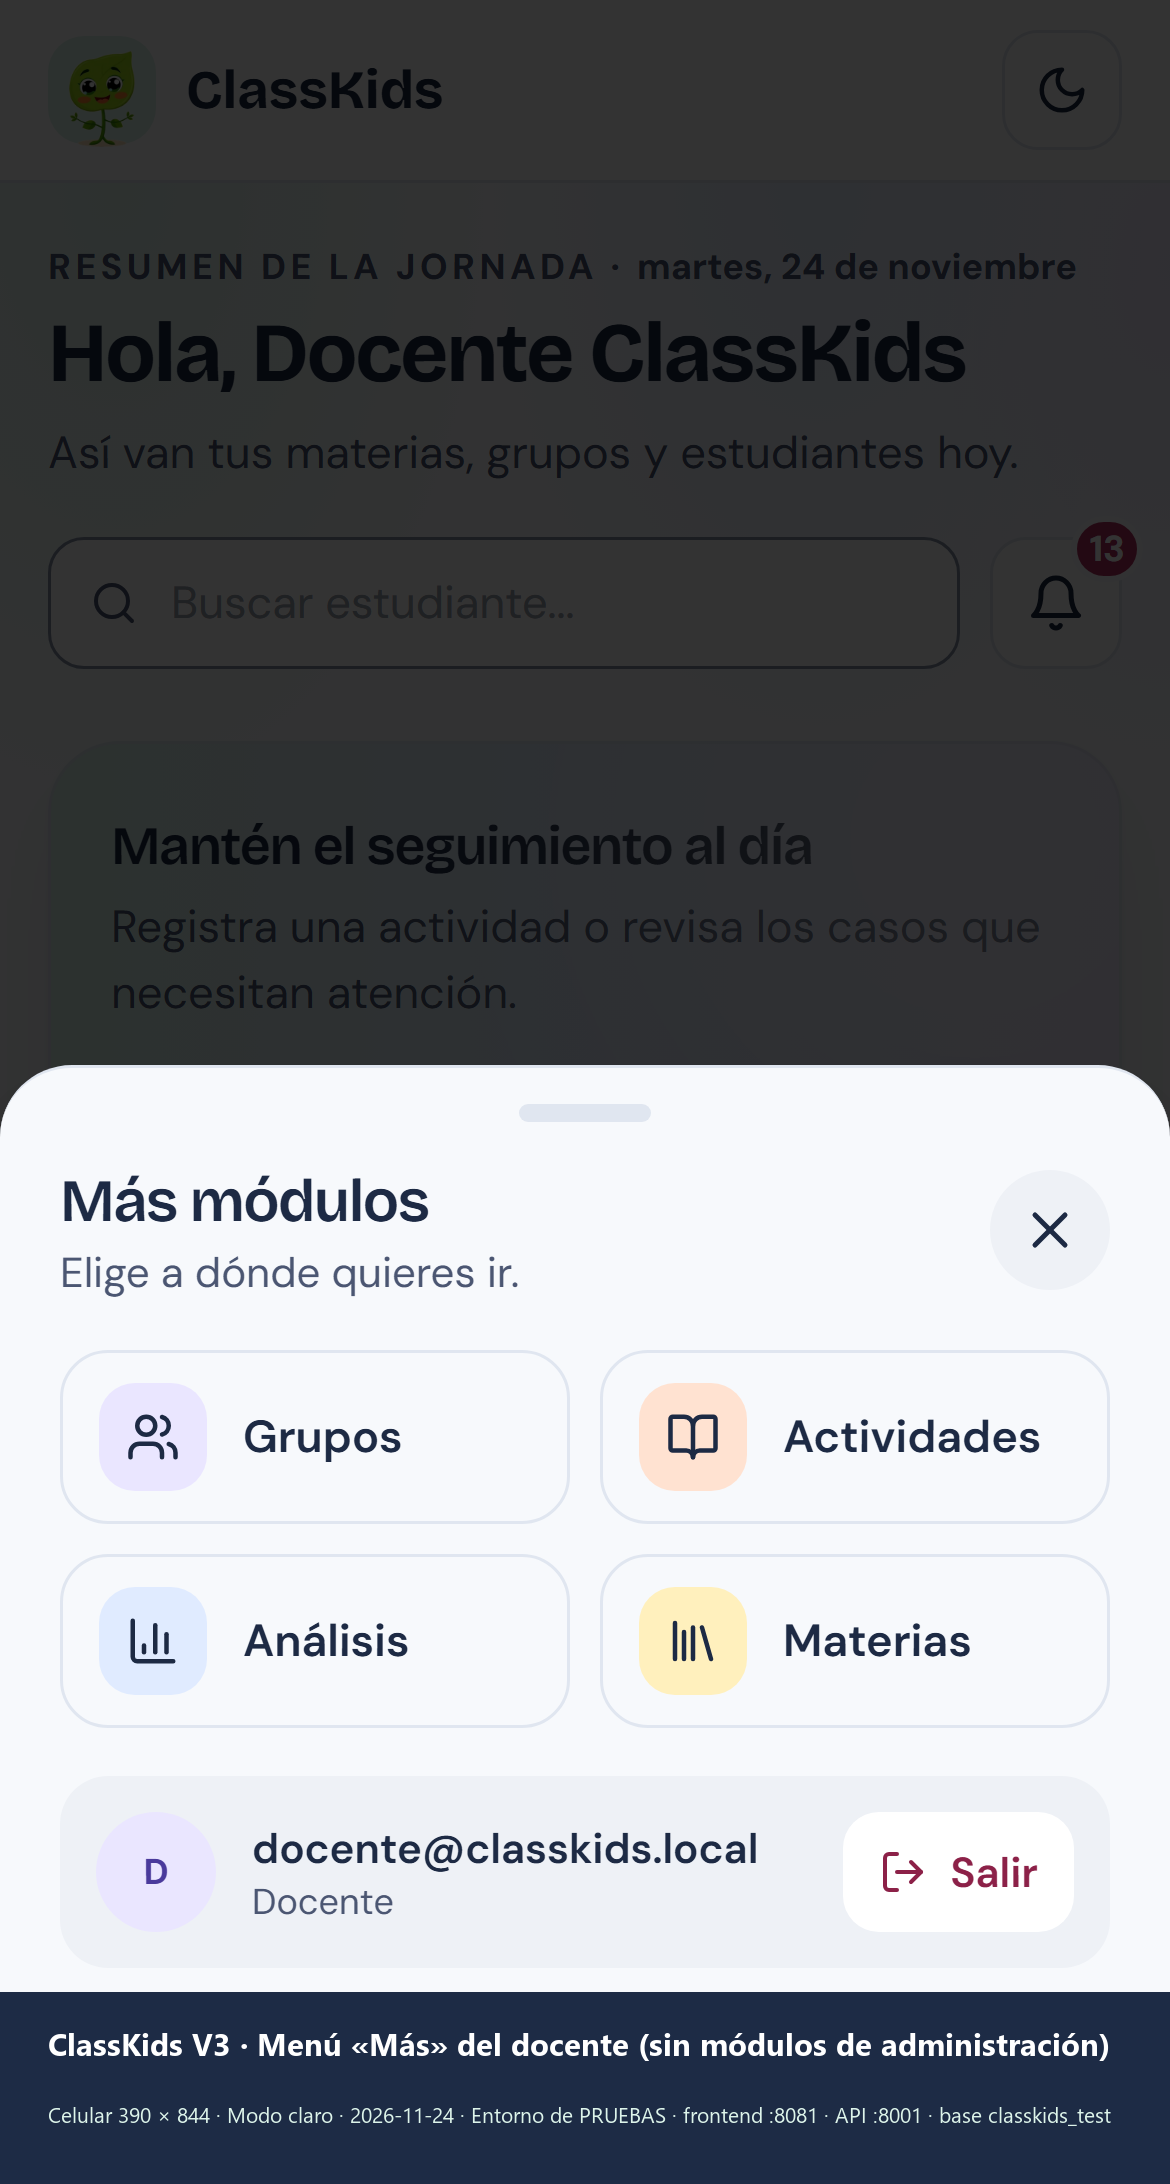 ClassKids
RESUMEN DE LA JORNADA · martes, 24 de noviembre
Hola, Docente ClassKids
Así van tus materias, grupos y estudiantes hoy.
Buscar estudiante...
13
Mantén el seguimiento al día
Registra una actividad o revisa los casos que
necesitan atención.
Más módulos
Elige a dónde quieres ir.
Grupos
Actividades
Análisis
Materias
D
docente@classkids.local
Docente
Salir
ClassKids V3 · Menú «Más» del docente (sin módulos de administración)
Celular 390 × 844 · Modo claro · 2026-11-24 · Entorno de PRUEBAS · frontend :8081 · API :8001 · base classkids_test